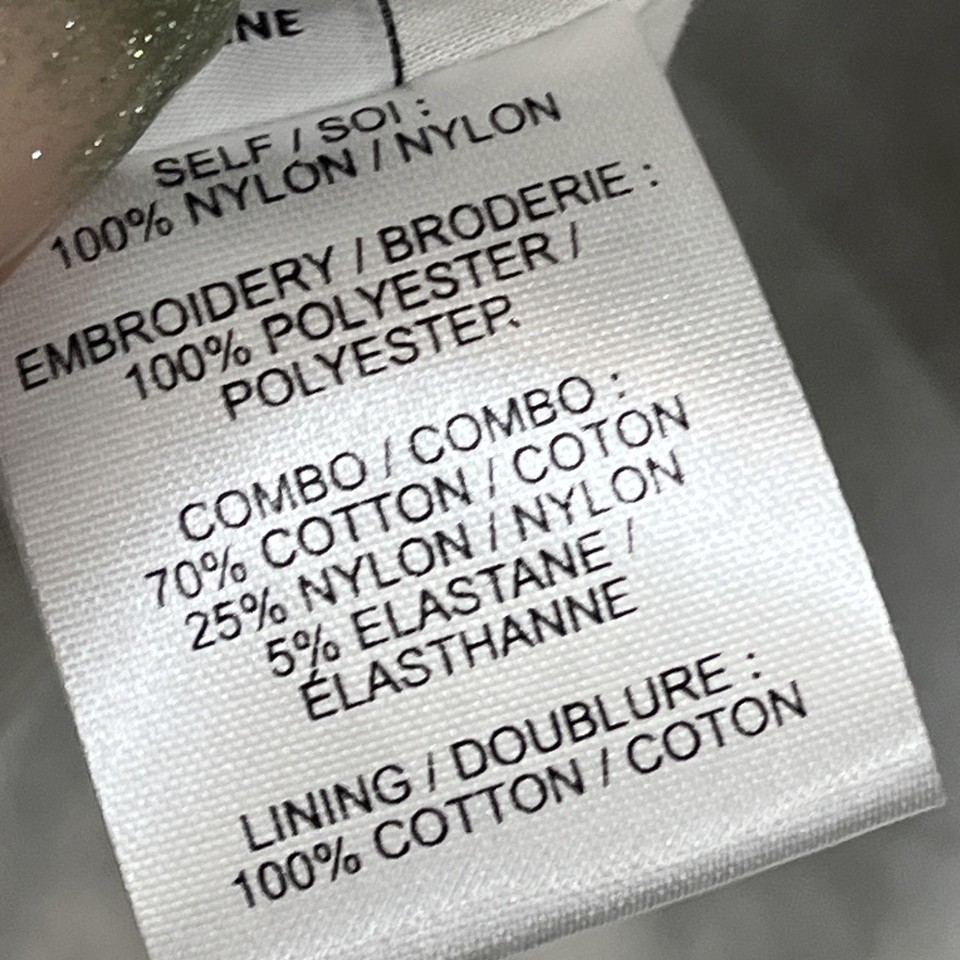 SELF / SOI :
100% NYLON / NYLON
EMBROIDERY / BRODERIE :
100% POLYESTER /
POLYESTER
COMBO / COMBO :
70% COTTON / COTON
25% NYLON / NYLON
5% ELASTANE /
ÉLASTHANNE
LINING / DOUBLURE :
100% COTTON / COTON